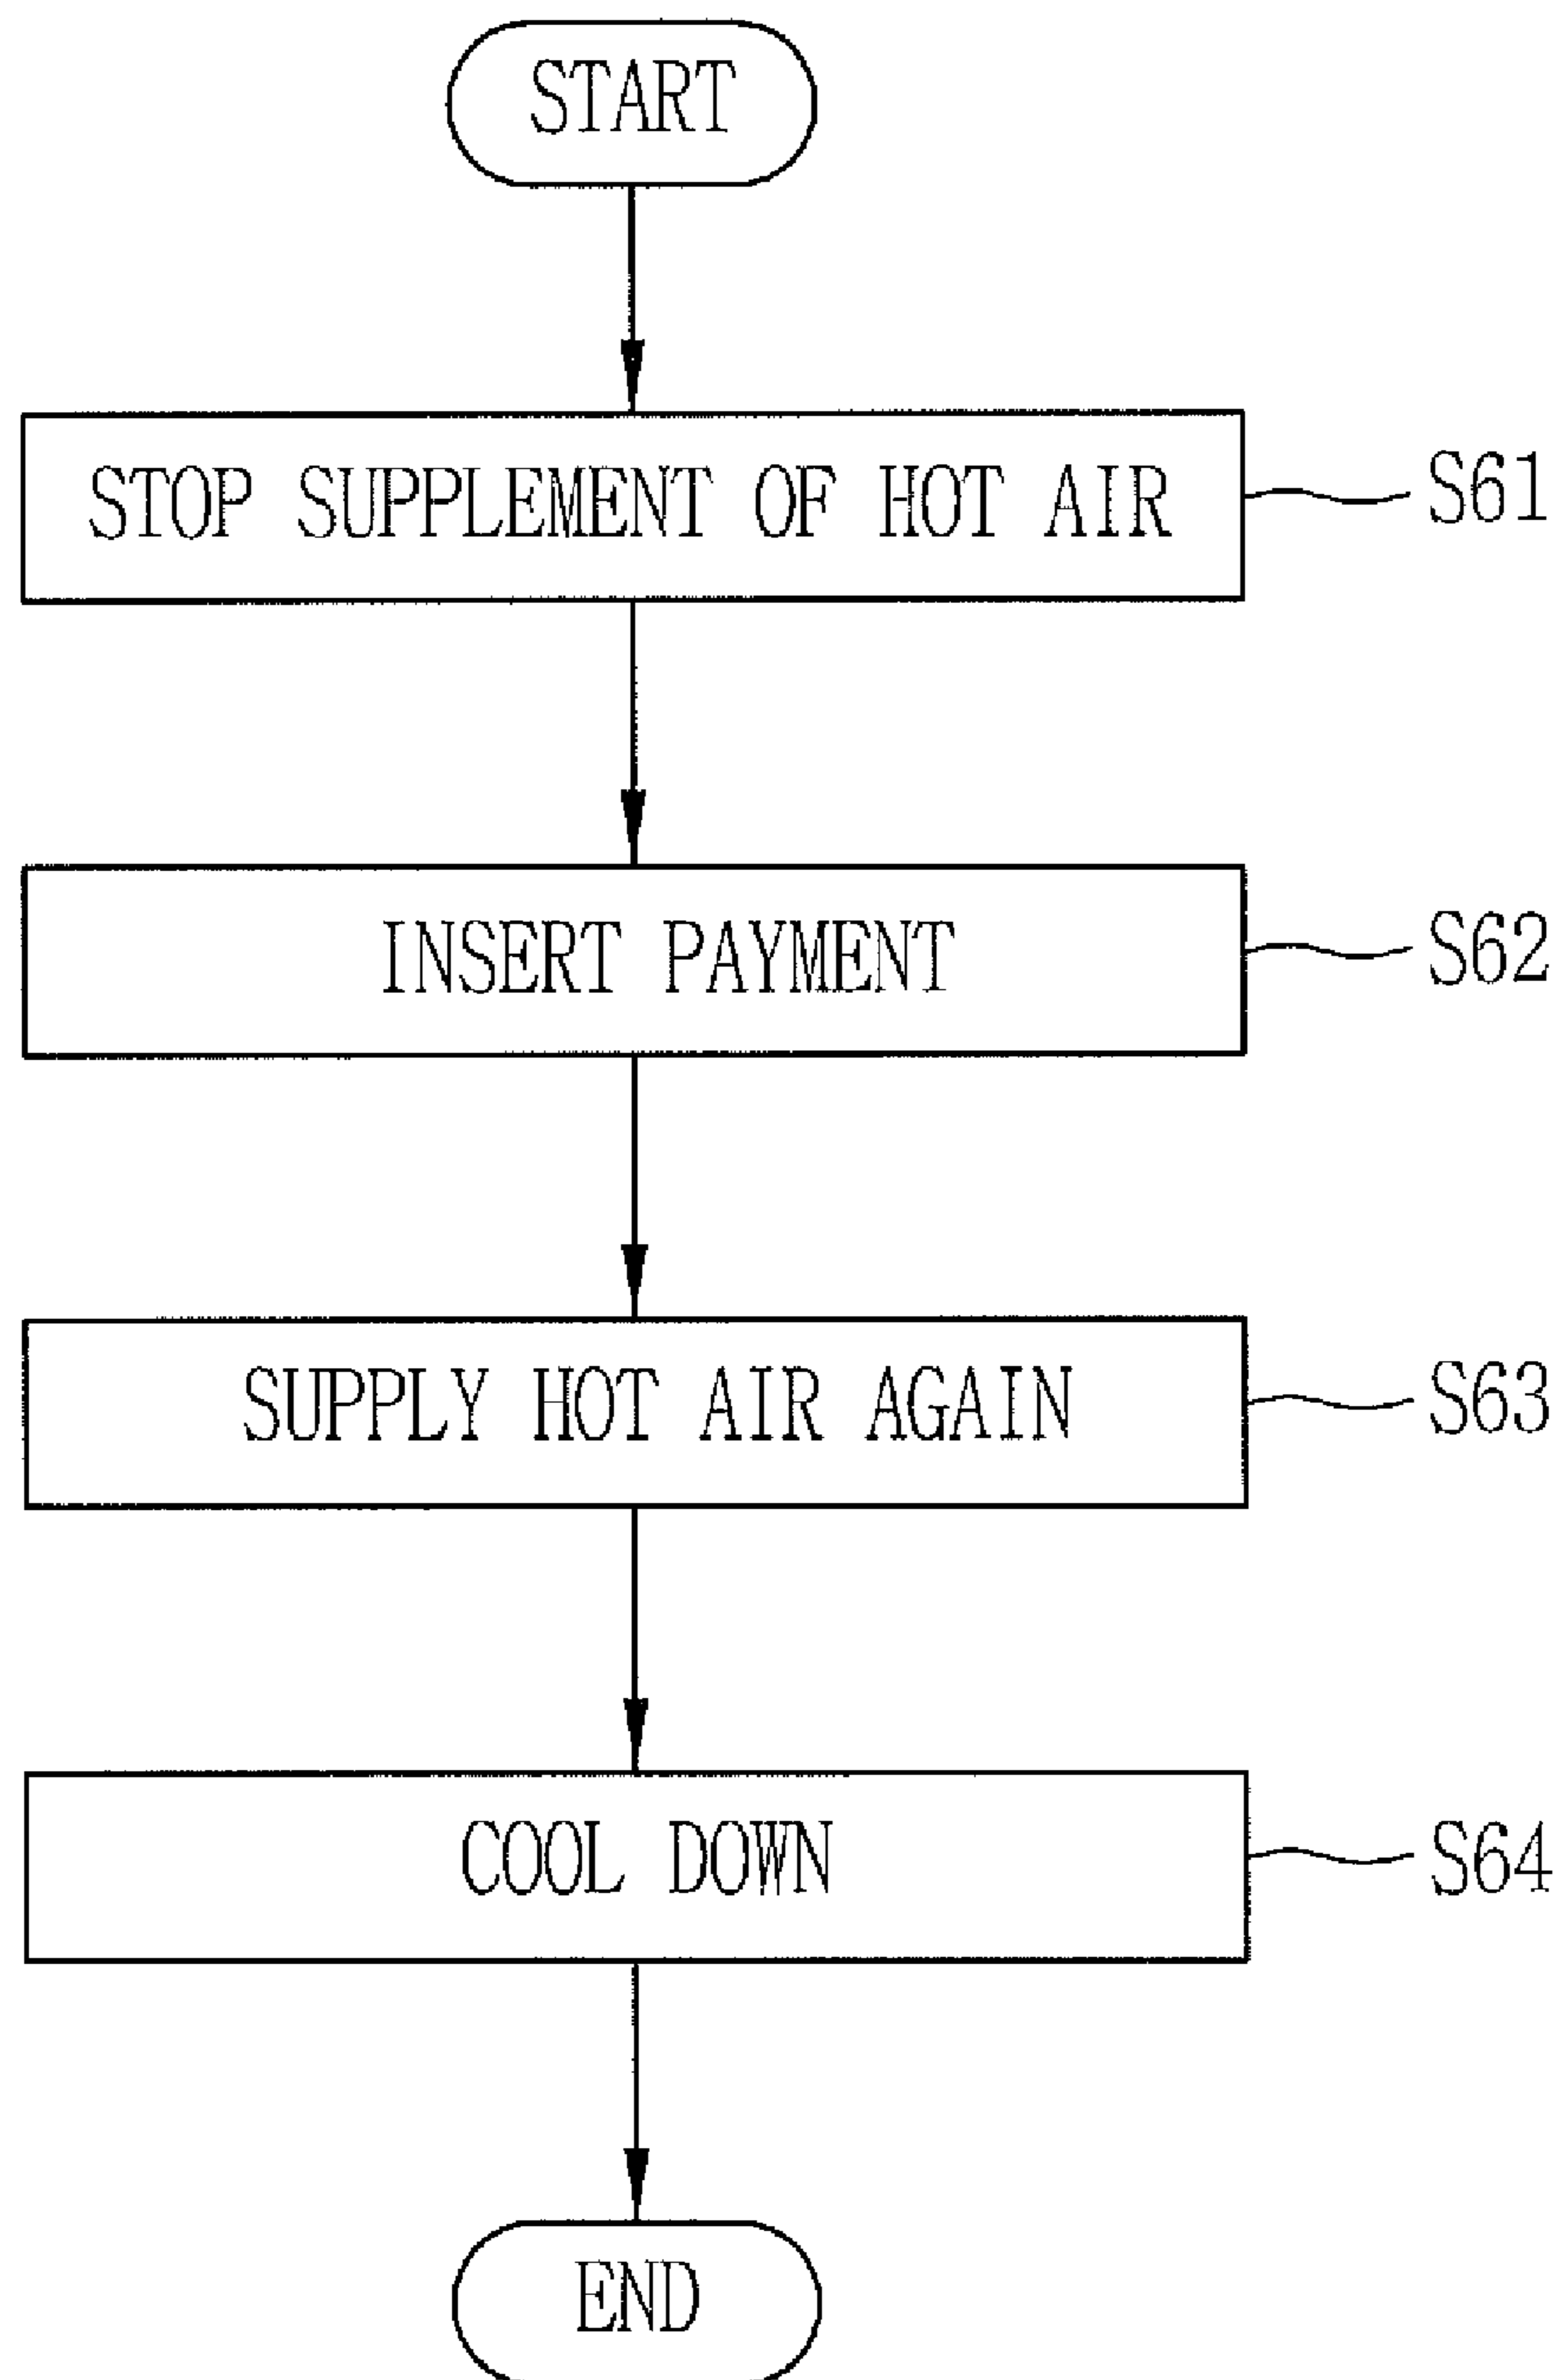 START
STOP SUPPLEMENT OF HOT AIR
S61
INSERT PAYMENT
S62
SUPPLY HOT AIR AGAIN
S63
COOL DOWN
S64
END